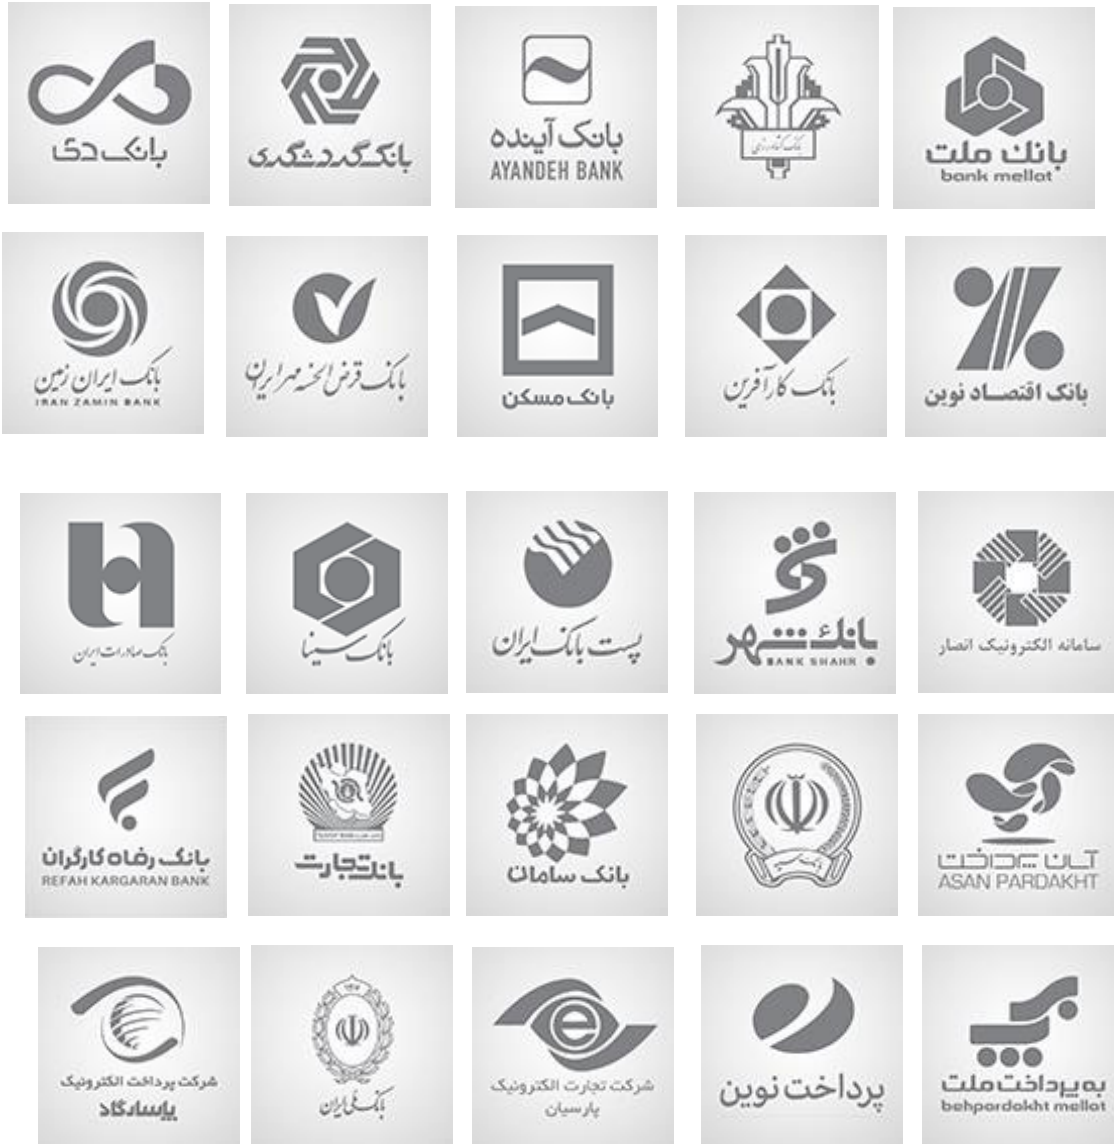 بانک ملت
bank mellat
بانک کشاورزی
بانک آینده
AYANDEH BANK
بانک گردشگری
بانک دی
بانک اقتصاد نوین
بانک کارآفرین
بانک مسکن
بانک قرض الحسنه مهر ایران
بانک ایران زمین
IRAN ZAMIN BANK
سامانه الکترونیک انصار
بانک شهر
BANK SHAHR
پست بانک ایران
بانک سینا
بانک صادرات ایران
آسان پرداخت
ASAN PARDAKHT
بانک سپه
بانک سامان
بانک تجارت
بانک رفاه کارگران
REFAH KARGARAN BANK
به پرداخت ملت
behpardakht mellat
پرداخت نوین
e
شرکت تجارت الکترونیک
پارسیان
بانک ملی ایران
شرکت پرداخت الکترونیک
پاسارگاد